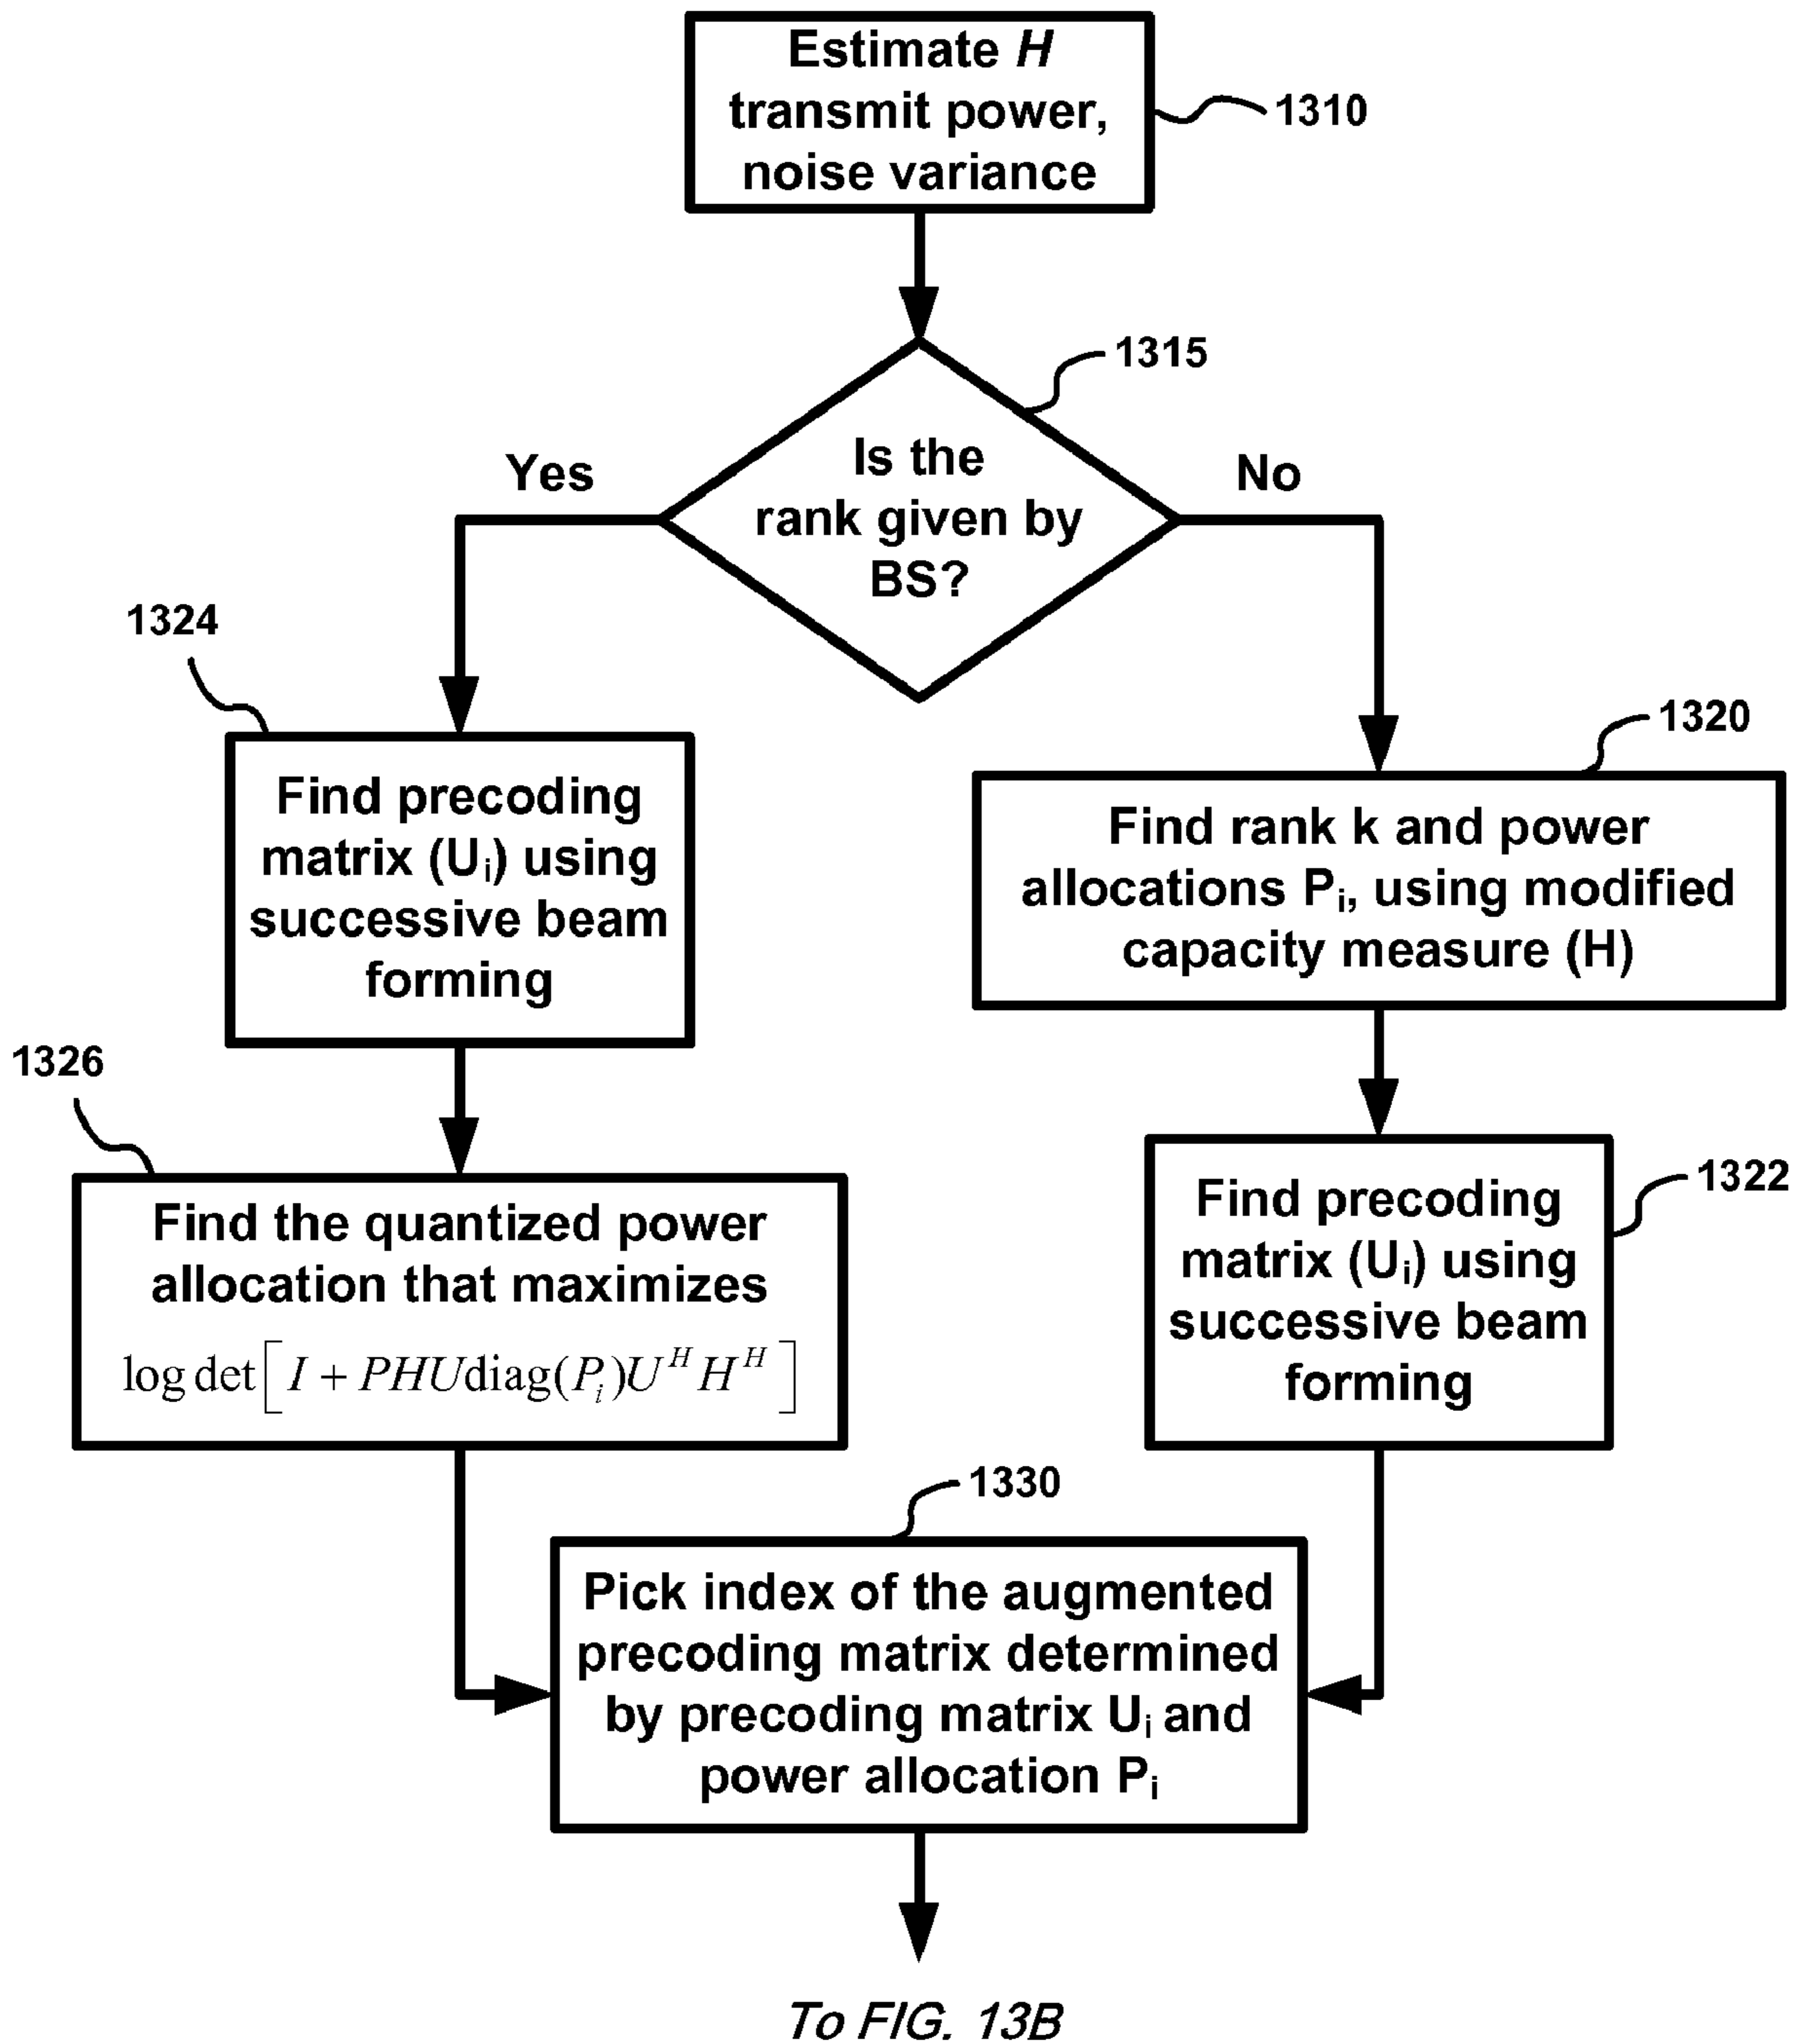 Estimate H
transmit power,
noise variance
1310
1315
Is the
rank given by
BS?
Yes
No
1324
Find precoding
matrix (Uᵢ) using
successive beam
forming
1320
Find rank k and power
allocations Pᵢ, using modified
capacity measure (H)
1326
Find the quantized power
allocation that maximizes
log det[I + PHUdiag(Pᵢ)Uᴴ Hᴴ]
1322
Find precoding
matrix (Uᵢ) using
successive beam
forming
1330
Pick index of the augmented
precoding matrix determined
by precoding matrix Uᵢ and
power allocation Pᵢ
To FIG. 13B